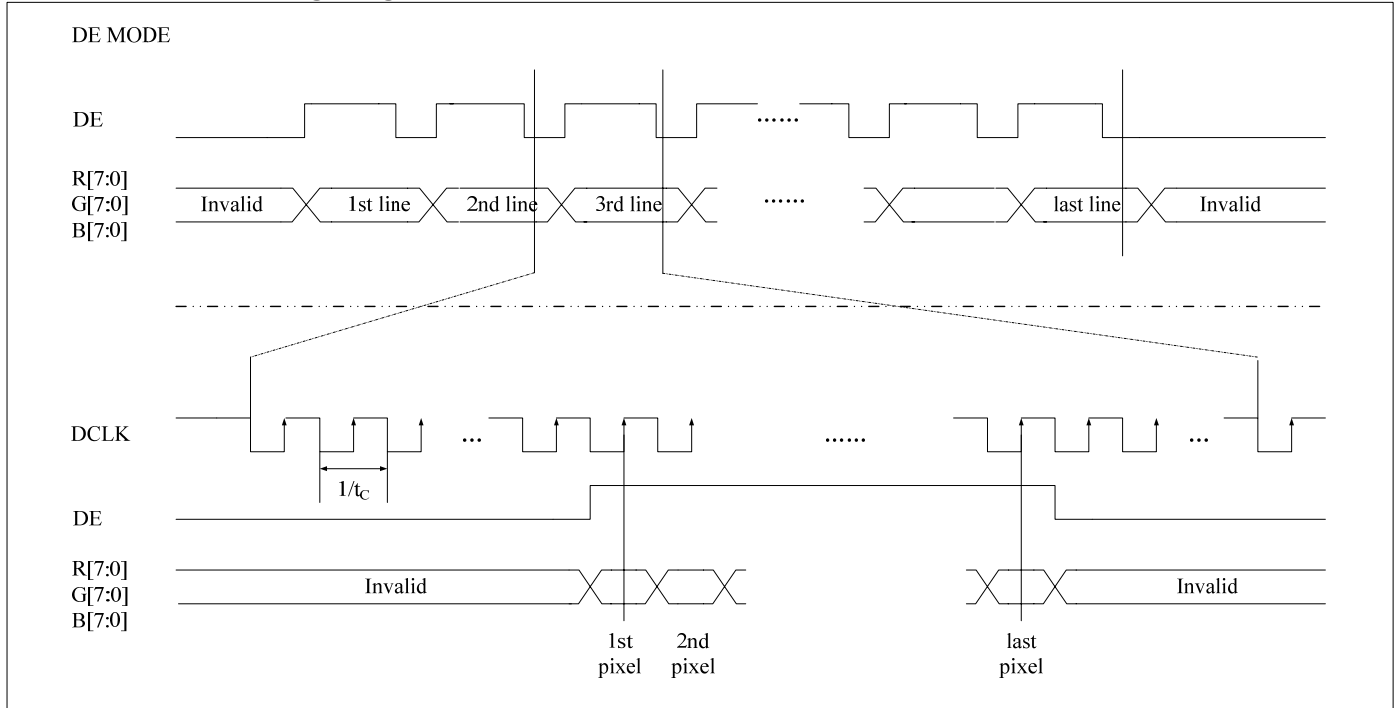 DE MODE
DE
R[7:0]
G[7:0]
B[7:0]
Invalid 1st line 2nd line 3rd line ...... last line Invalid
......
DCLK
... ...... ...
1/tC
DE
R[7:0]
G[7:0]
B[7:0]
Invalid Invalid
1st pixel
2nd pixel
last pixel